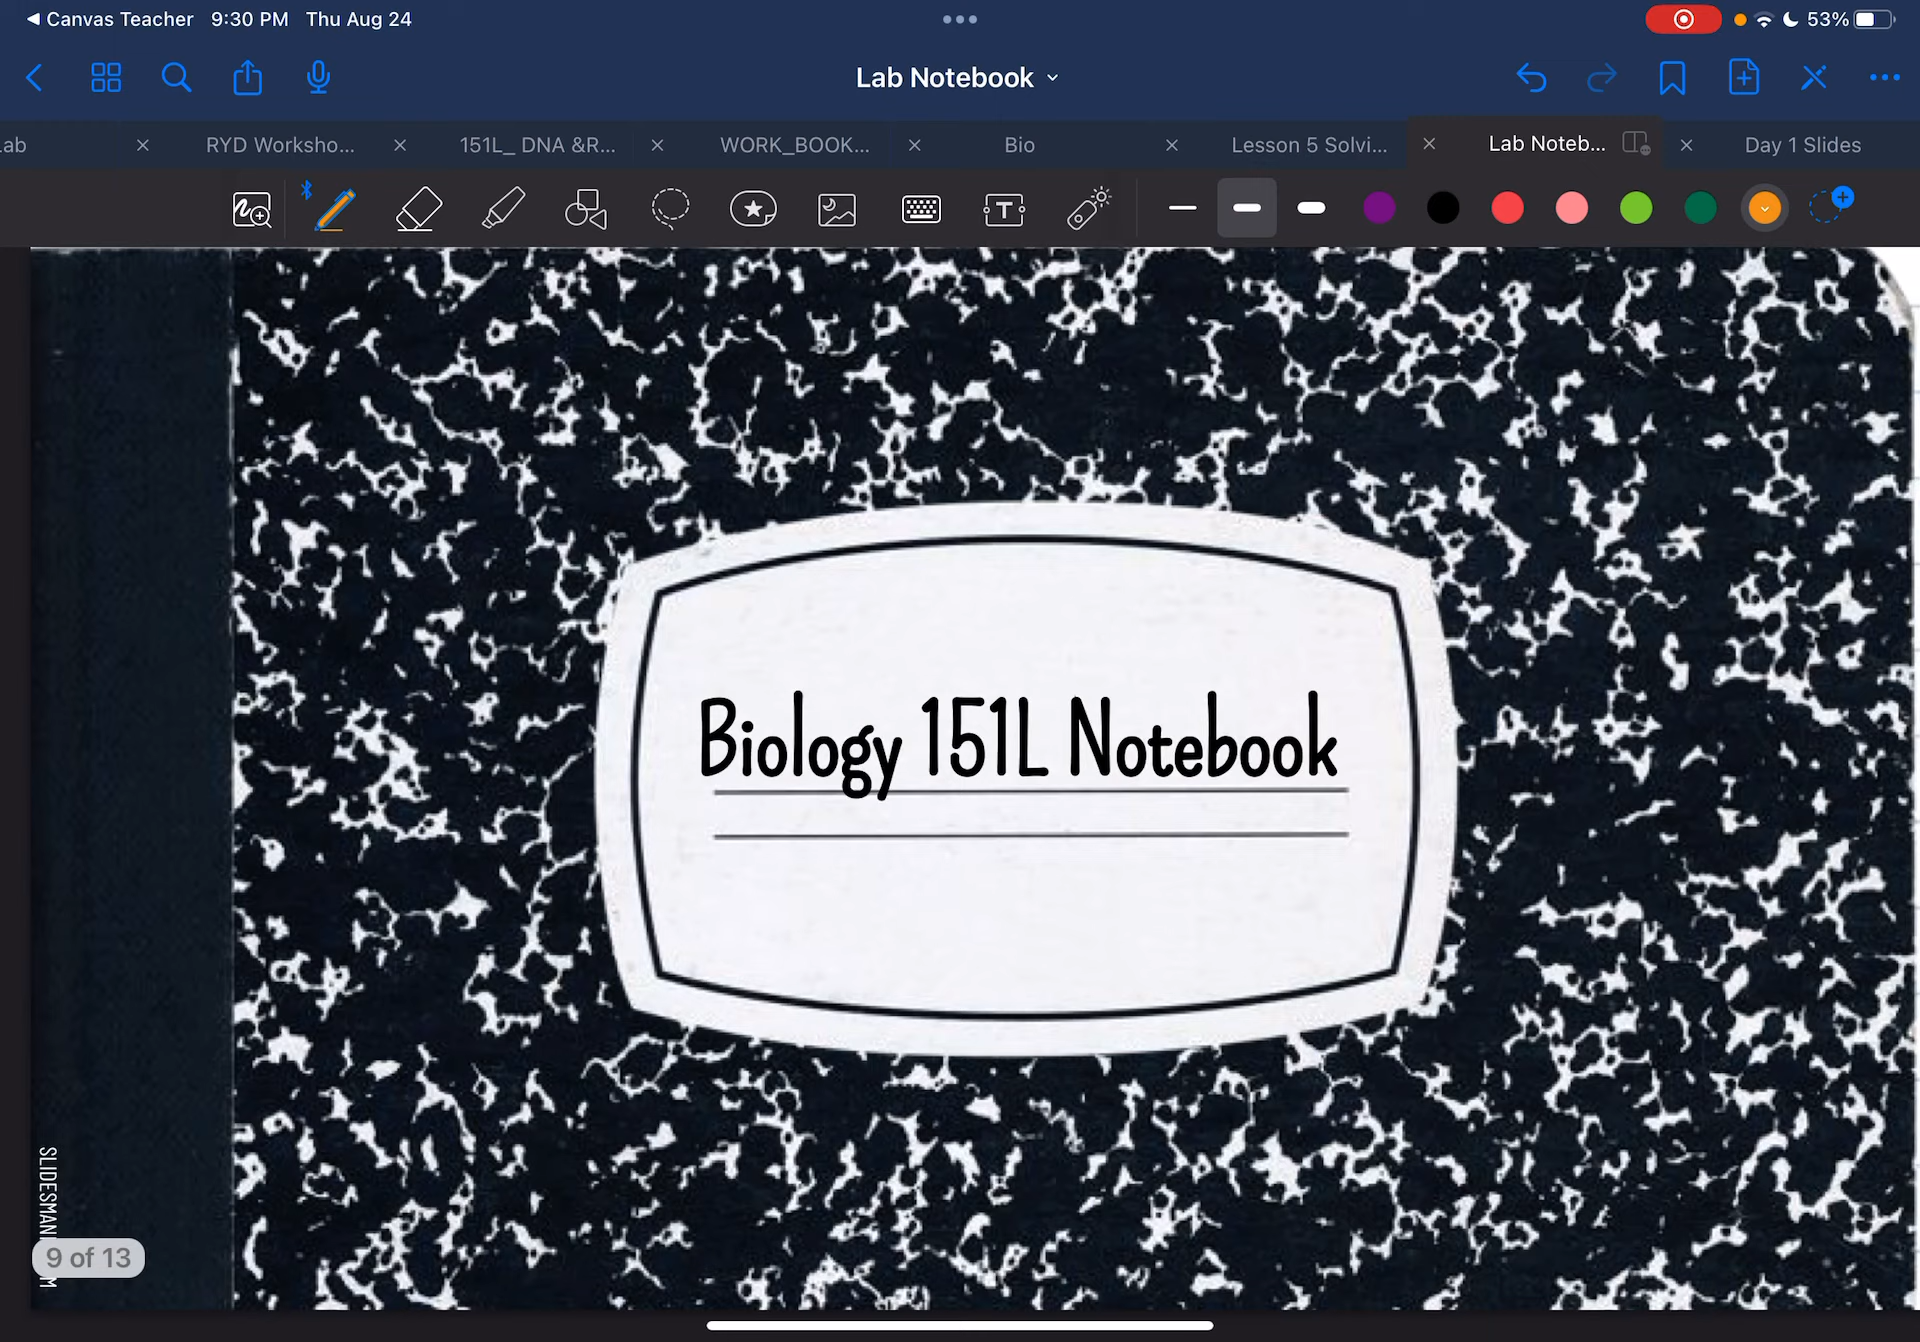 Canvas Teacher 9:30 PM Thu Aug 24
53%
Lab Notebook
ab
RYD Worksho...
151L_ DNA &R...
WORK_BOOK...
Bio
Lesson 5 Solvi...
Lab Noteb...
Day 1 Slides
T
Biology 151L Notebook
9 of 13